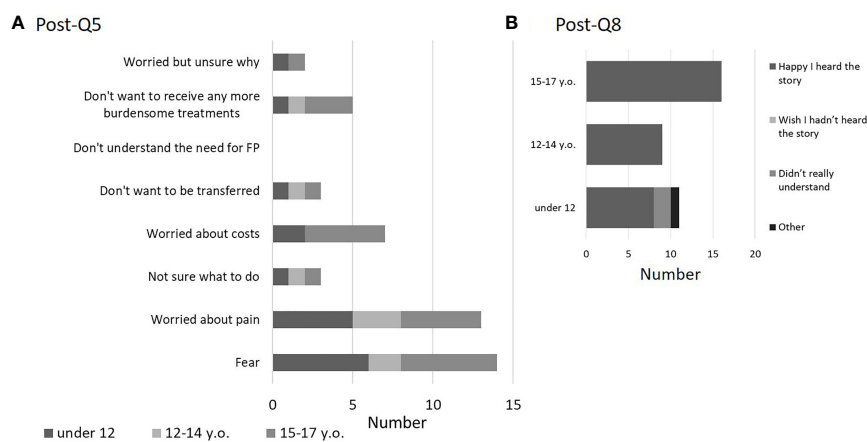 A Post-Q5
Worried but unsure why
Don't want to receive any more
burdensome treatments
Don't understand the need for FP
Don't want to be transferred
Worried about costs
Not sure what to do
Worried about pain
Fear
0 5 10 15
Number
under 12 12-14 y.o. 15-17 y.o.
B Post-Q8
15-17 y.o.
12-14 y.o.
under 12
0 5 10 15 20
Number
Happy I heard the
story
Wish I hadn't heard
the story
Didn't really
understand
Other